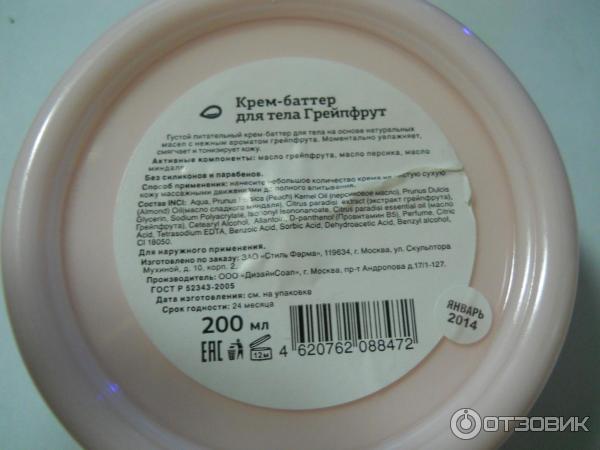 Крем-баттер
для тела Грейпфрут
Густой питательный крем-баттер для тела на основе натуральных
масел с нежным ароматом грейпфрута. Моментально увлажняет,
смягчает и тонизирует кожу.
Активные компоненты: масло грейпфрута, масло персика, масло
миндаля
Без силиконов и парабенов.
Способ применения: нанесите небольшое количество крема на сухую
кожу массажными движениями до полного впитывания.
Состав INCI: Aqua, Prunus Persica (Peach) Kernel Oil (персиковое масло), Prunus Dulcis
(Almond) Oil(масло сладкого миндаля), Citrus paradisi extract (экстракт грейпфрута),
Glycerin, Sodium Polyacrylate, Isononyl Isononanoate, Citrus paradisi essential oil (масло
Грейпфрута), Cetearyl Alcohol, Allantoin, D-panthenol (Провитамин B5), Perfume, Citric
Acid, Tetrasodium EDTA, Benzoic Acid, Sorbic Acid, Dehydroacetic Acid, Benzyl alcohol,
CI 18050.
Для наружного применения.
Изготовлено по заказу: ЗАО «Стиль Фарма», 119634, г. Москва, ул. Скульптора
Мухиной, д. 10, корп. 2.
Произведено: ООО «ДизайнСоап», г. Москва, пр-т Андропова д.17/1-127.
ГОСТ Р 52343-2005
Дата изготовления: см. на упаковке
Срок годности: 24 месяца
200 мл
ЕАС
12м
4 620762 088472
ЯНВАРЬ
2014
ОТЗОВИК